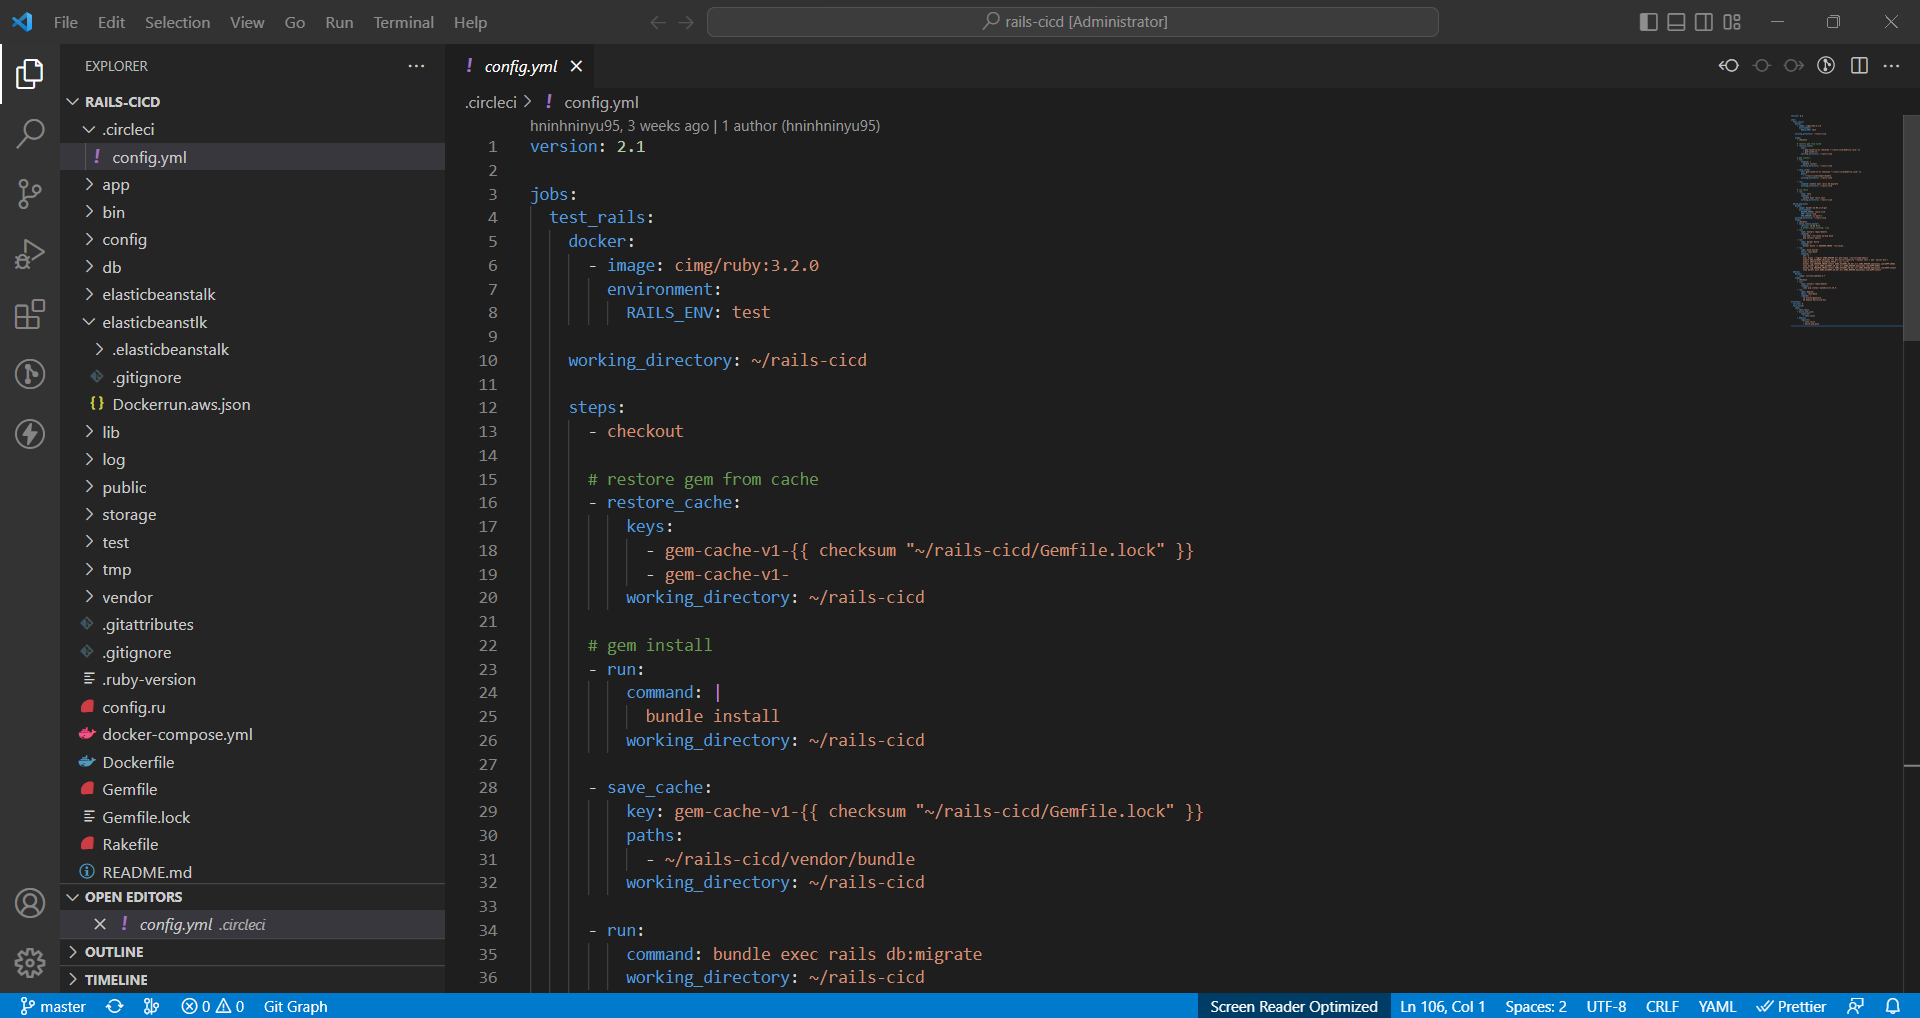 File Edit Selection View Go Run Terminal Help
rails-cicd [Administrator]
EXPLORER
RAILS-CICD
.circleci
! config.yml
app
bin
config
db
elasticbeanstalk
elasticbeanstlk
.elasticbeanstalk
.gitignore
{} Dockerrun.aws.json
lib
log
public
storage
test
tmp
vendor
.gitattributes
.gitignore
.ruby-version
config.ru
docker-compose.yml
Dockerfile
Gemfile
Gemfile.lock
Rakefile
README.md
OPEN EDITORS
! config.yml .circleci
OUTLINE
TIMELINE
! config.yml
.circleci > ! config.yml
hninhninyu95, 3 weeks ago | 1 author (hninhninyu95)
1 version: 2.1
2
3 jobs:
4 test_rails:
5 docker:
6 - image: cimg/ruby:3.2.0
7 environment:
8 RAILS_ENV: test
9
10 working_directory: ~/rails-cicd
11
12 steps:
13 - checkout
14
15 # restore gem from cache
16 - restore_cache:
17 keys:
18 - gem-cache-v1-{{ checksum "~/rails-cicd/Gemfile.lock" }}
19 - gem-cache-v1-
20 working_directory: ~/rails-cicd
21
22 # gem install
23 - run:
24 command: |
25 bundle install
26 working_directory: ~/rails-cicd
27
28 - save_cache:
29 key: gem-cache-v1-{{ checksum "~/rails-cicd/Gemfile.lock" }}
30 paths:
31 - ~/rails-cicd/vendor/bundle
32 working_directory: ~/rails-cicd
33
34 - run:
35 command: bundle exec rails db:migrate
36 working_directory: ~/rails-cicd
master 0 0 Git Graph Screen Reader Optimized Ln 106, Col 1 Spaces: 2 UTF-8 CRLF YAML Prettier